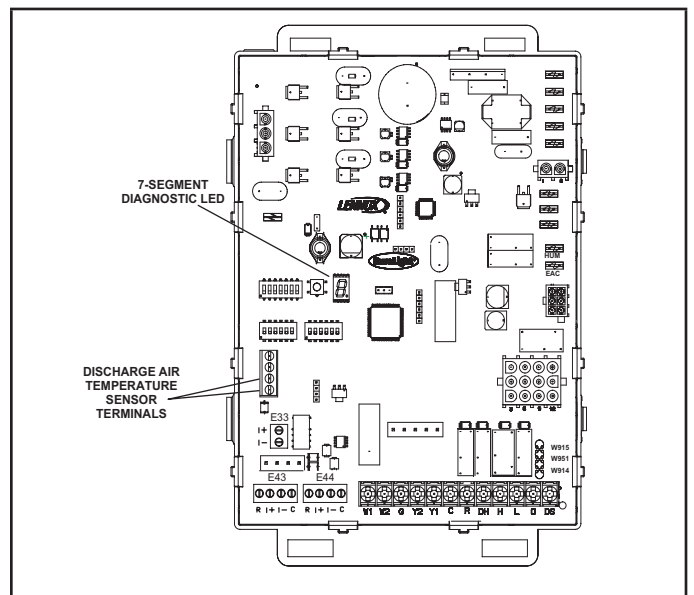 LENNOX
7-SEGMENT
DIAGNOSTIC LED
SureLight
HUM
EAC
DISCHARGE AIR
TEMPERATURE
SENSOR
TERMINALS
E33
I+
I-
W915
W951
W914
E43 E44
W1 W2 G Y2 Y1 C R DH H L O DS
R I+ I- C R I+ I- C